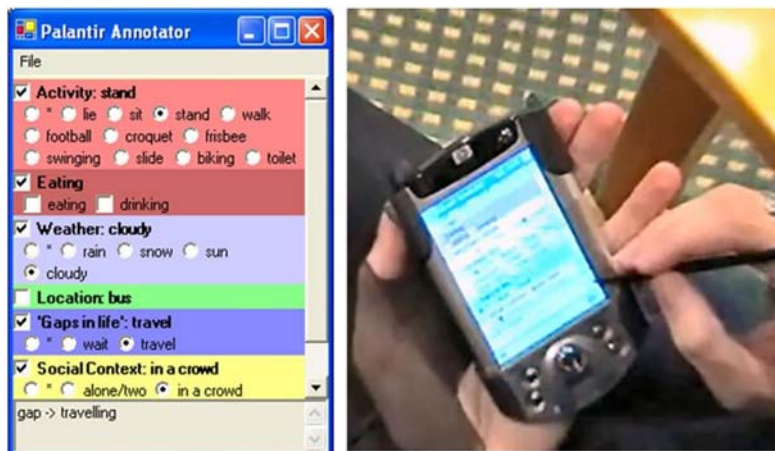 Palantir Annotator
File
Activity: stand
* lie sit stand walk
football croquet frisbee
swinging slide biking toilet
Eating
eating drinking
Weather: cloudy
* rain snow sun
cloudy
Location: bus
'Gaps in life': travel
* wait travel
Social Context: in a crowd
* alone/two in a crowd
gap -> travelling
hp